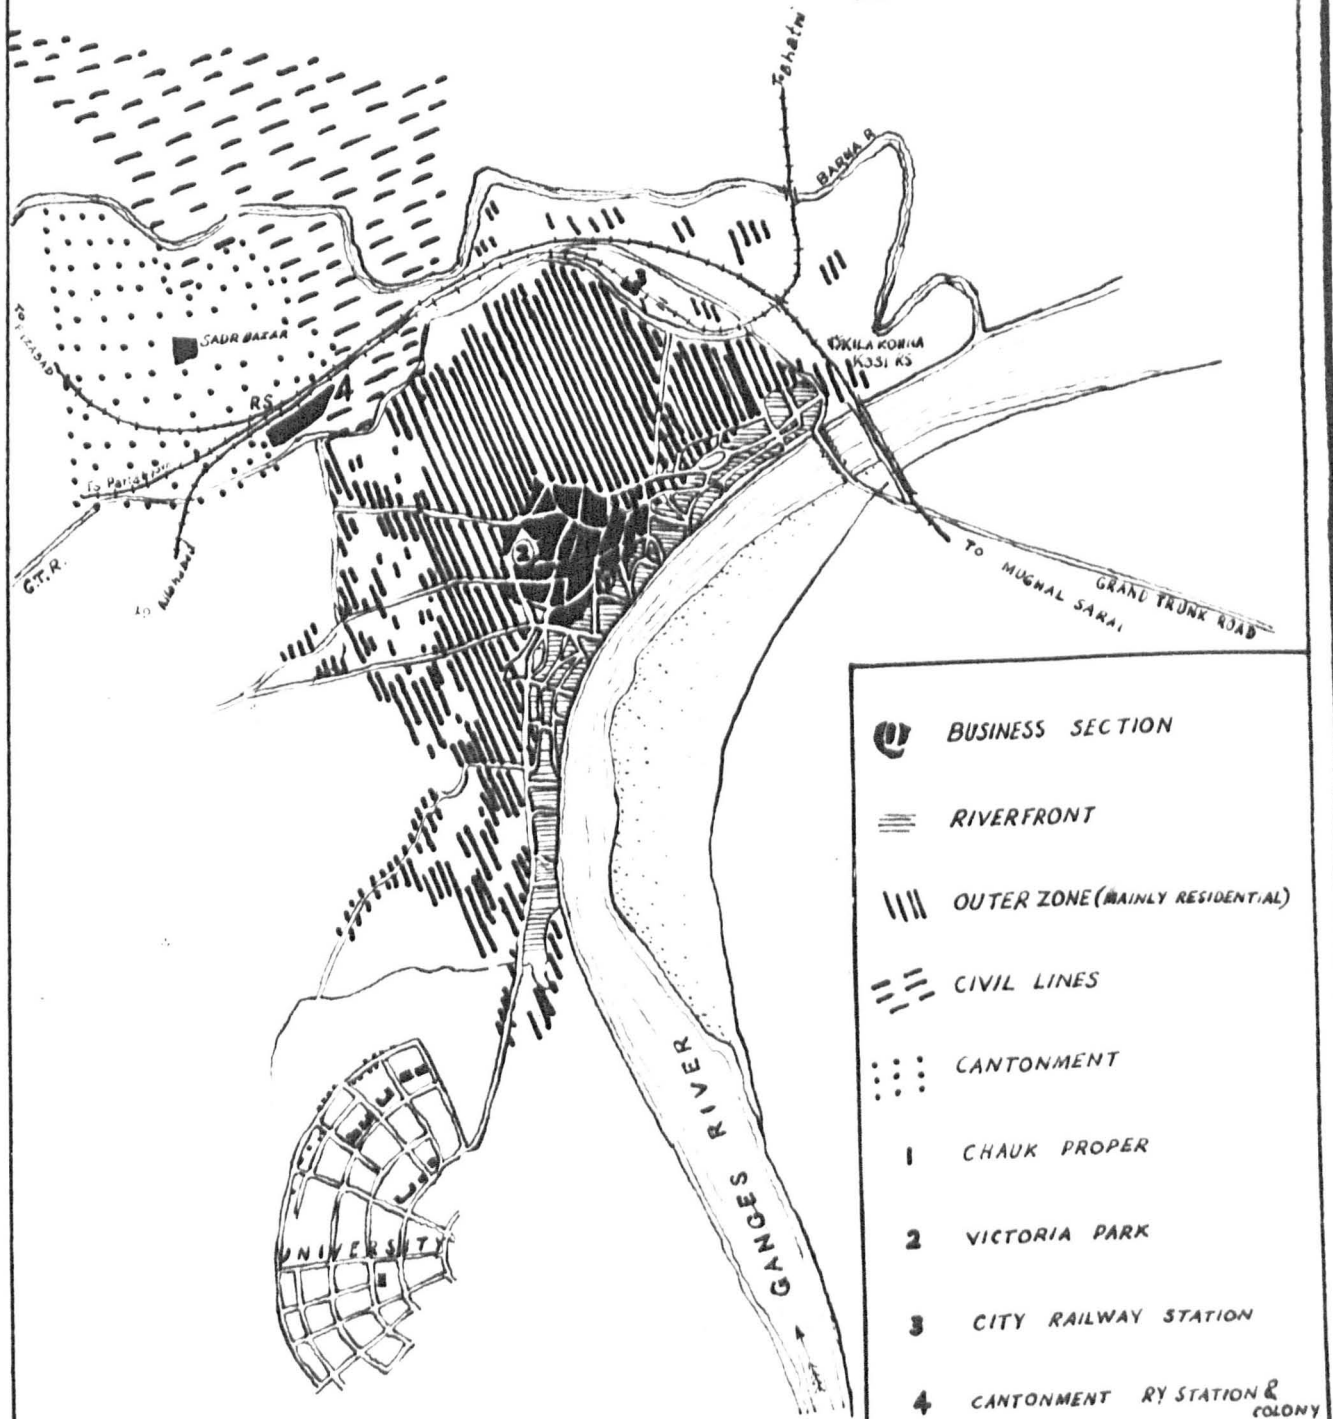 To Bhatni
BARNA R
SADR BAZAR
RS
4
KILA KOHNA
KASI RS
G.T.R.
To Allahabad
2
TO
MUGHAL SARAI
GRAND TRUNK ROAD
UNIVERSITY
GANGES RIVER
BUSINESS SECTION
RIVERFRONT
OUTER ZONE (MAINLY RESIDENTIAL)
CIVIL LINES
CANTONMENT
1 CHAUK PROPER
2 VICTORIA PARK
3 CITY RAILWAY STATION
4 CANTONMENT RY STATION &
COLONY